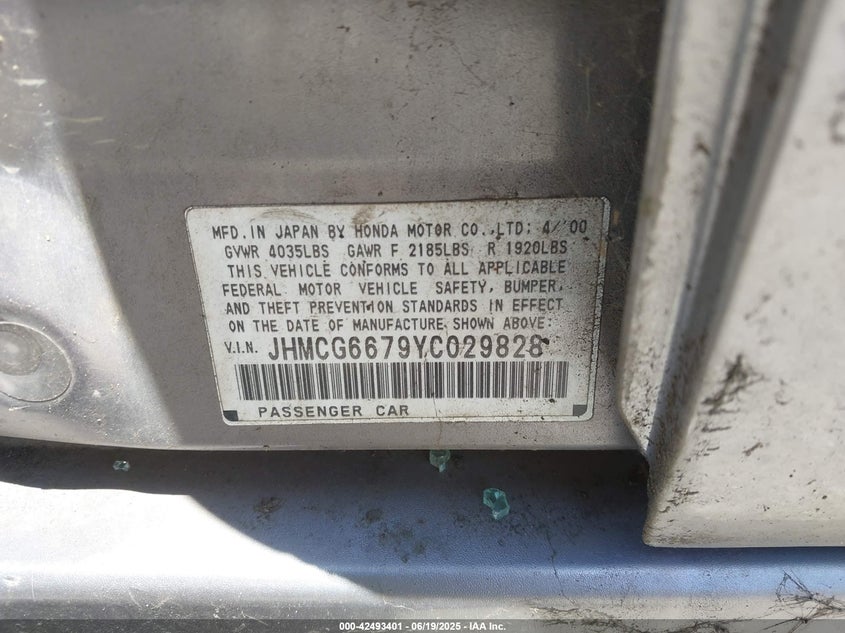 MFD. IN JAPAN BY HONDA MOTOR CO.,LTD: 4/'00
GVWR 4035LBS GAWR F 2185LBS R 1920LBS
THIS VEHICLE CONFORMS TO ALL APPLICABLE
FEDERAL MOTOR VEHICLE SAFETY, BUMPER,
AND THEFT PREVENTION STANDARDS IN EFFECT
ON THE DATE OF MANUFACTURE SHOWN ABOVE:
V.I.N. JHMCG6679YC029828
PASSENGER CAR
000-42493401 - 06/19/2025 - IAA Inc.